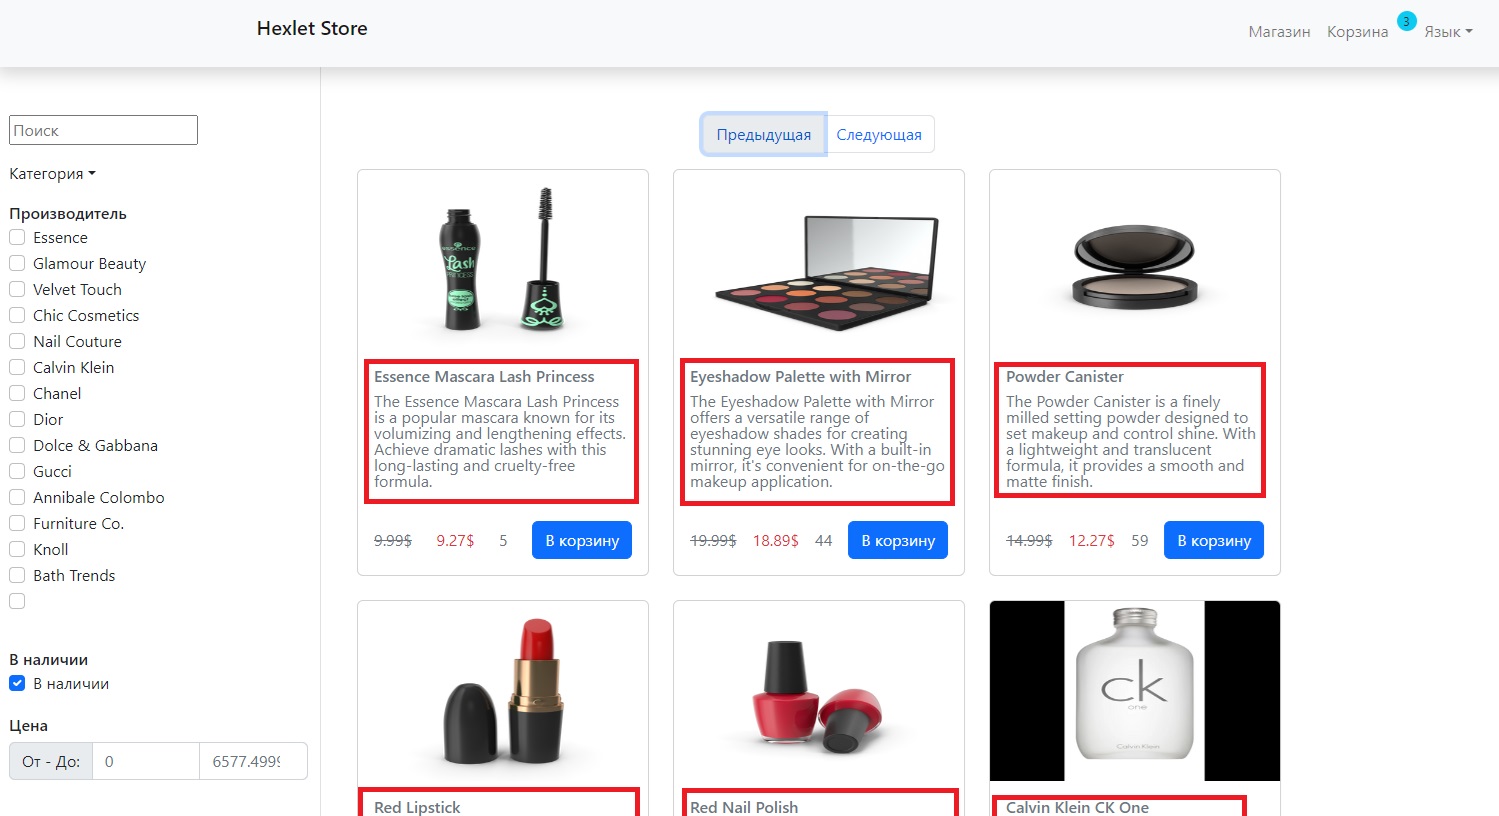 Hexlet Store
Магазин
Корзина
3
Язык
Поиск
Категория
Производитель
Essence
Glamour Beauty
Velvet Touch
Chic Cosmetics
Nail Couture
Calvin Klein
Chanel
Dior
Dolce & Gabbana
Gucci
Annibale Colombo
Furniture Co.
Knoll
Bath Trends
В наличии
В наличии
Цена
От - До:
0
6577.499
Предыдущая
Следующая
essence
Lash
PRINCESS
Essence Mascara Lash Princess
The Essence Mascara Lash Princess
is a popular mascara known for its
volumizing and lengthening effects.
Achieve dramatic lashes with this
long-lasting and cruelty-free
formula.
9.99$
9.27$
5
В корзину
Eyeshadow Palette with Mirror
The Eyeshadow Palette with Mirror
offers a versatile range of
eyeshadow shades for creating
stunning eye looks. With a built-in
mirror, it's convenient for on-the-go
makeup application.
19.99$
18.89$
44
В корзину
Powder Canister
The Powder Canister is a finely
milled setting powder designed to
set makeup and control shine. With
a lightweight and translucent
formula, it provides a smooth and
matte finish.
14.99$
12.27$
59
В корзину
Red Lipstick
Red Nail Polish
ck
one
Calvin Klein
Calvin Klein CK One